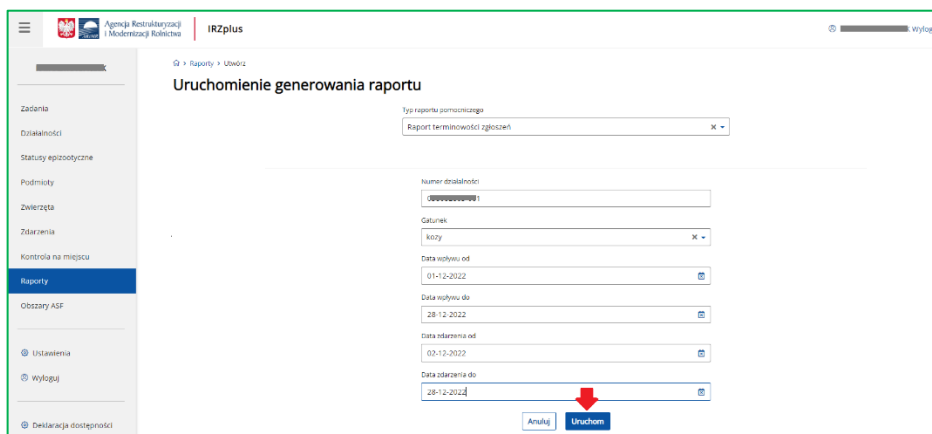 Agencja Restrukturyzacji
i Modernizacji Rolnictwa
IRZplus
Wylog
Raporty > Utwórz
Uruchomienie generowania raportu
Zadania
Działalności
Statusy epizootyczne
Podmioty
Zwierzęta
Zdarzenia
Kontrola na miejscu
Raporty
Obszary ASF
Ustawienia
Wyloguj
Deklaracja dostępności
Typ raportu pomocniczego
Raport terminowości zgłoszeń
Numer działalności
0 1
Gatunek
kozy
Data wpływu od
01-12-2022
Data wpływu do
28-12-2022
Data zdarzenia od
02-12-2022
Data zdarzenia do
28-12-2022
Anuluj
Uruchom